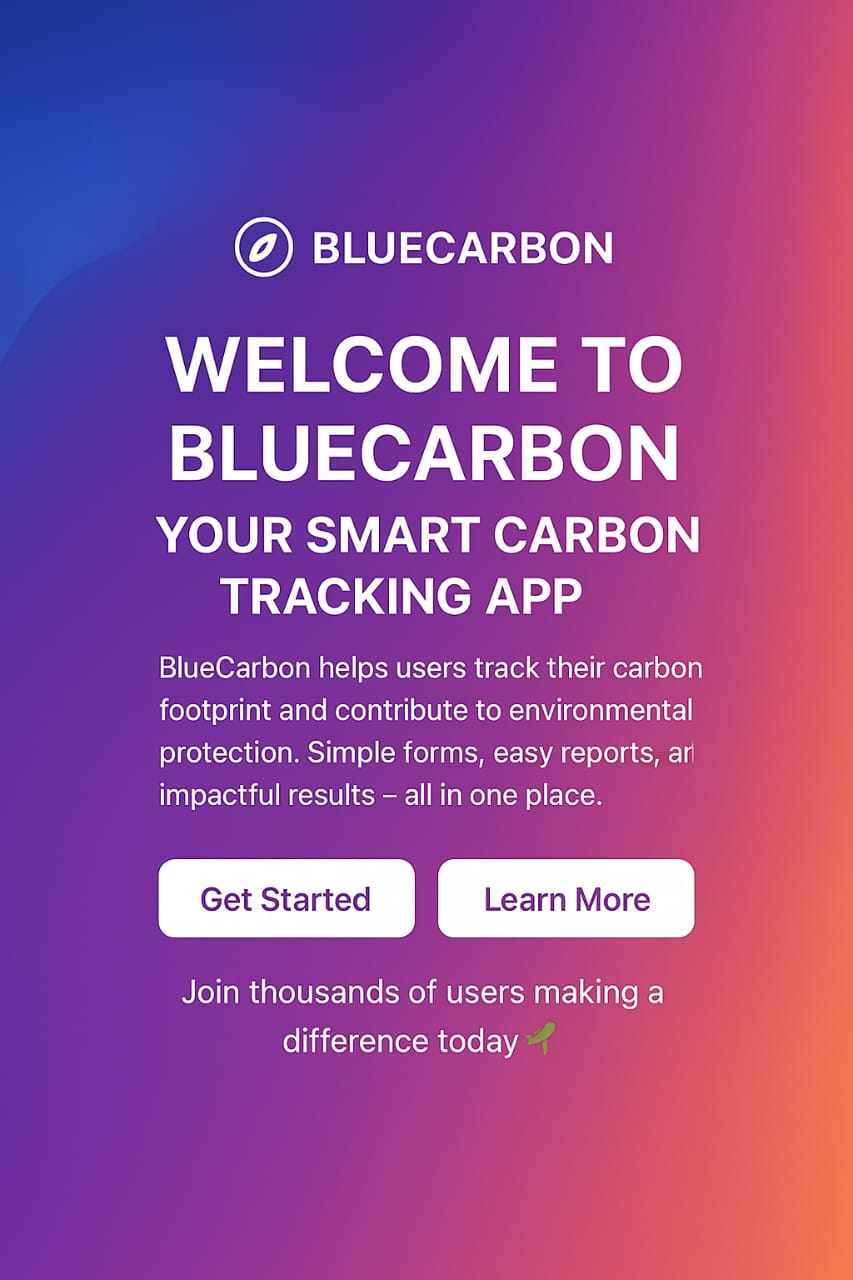 BLUECARBON
WELCOME TO
BLUECARBON
YOUR SMART CARBON
TRACKING APP
BlueCarbon helps users track their carbon
footprint and contribute to environmental
protection. Simple forms, easy reports,
impactful results – all in one place.
Get Started
Learn More
Join thousands of users making a
difference today